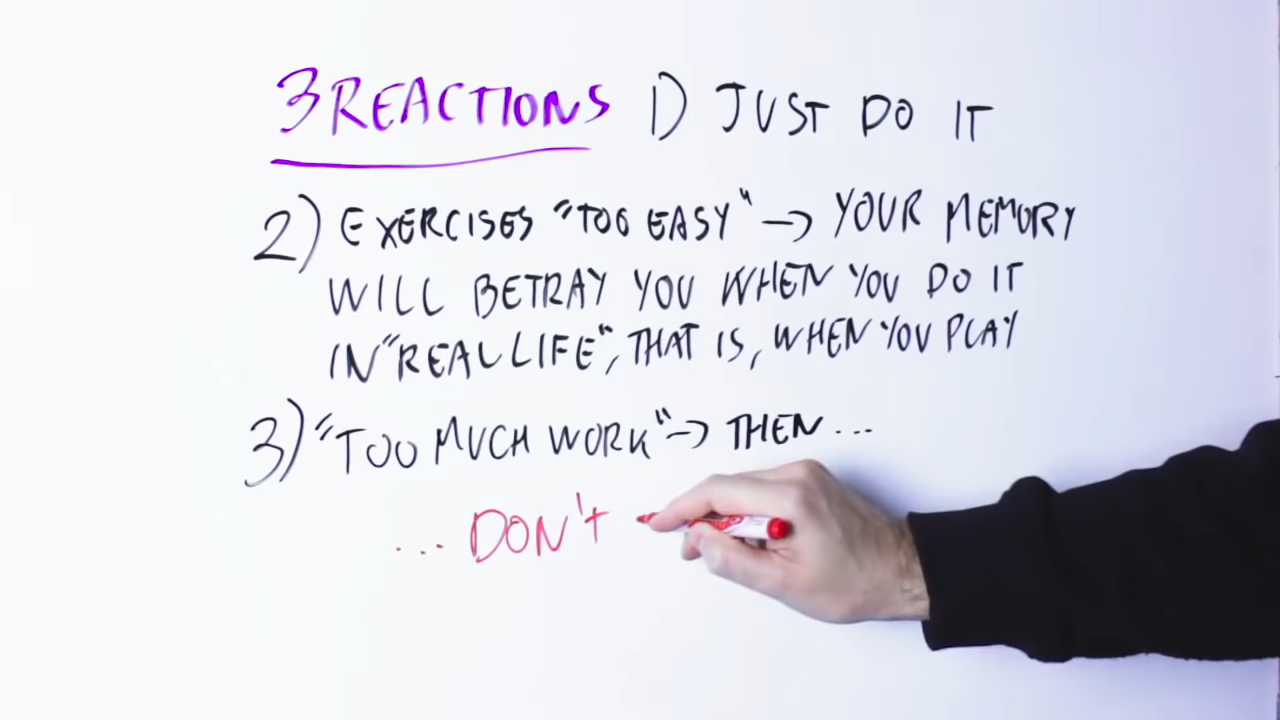 3 REACTIONS 1) JUST DO IT
2) EXERCISES "TOO EASY" → YOUR MEMORY
WILL BETRAY YOU WHEN YOU DO IT
IN "REAL LIFE", THAT IS, WHEN YOU PLAY
3) "TOO MUCH WORK" → THEN ...
... DON'T